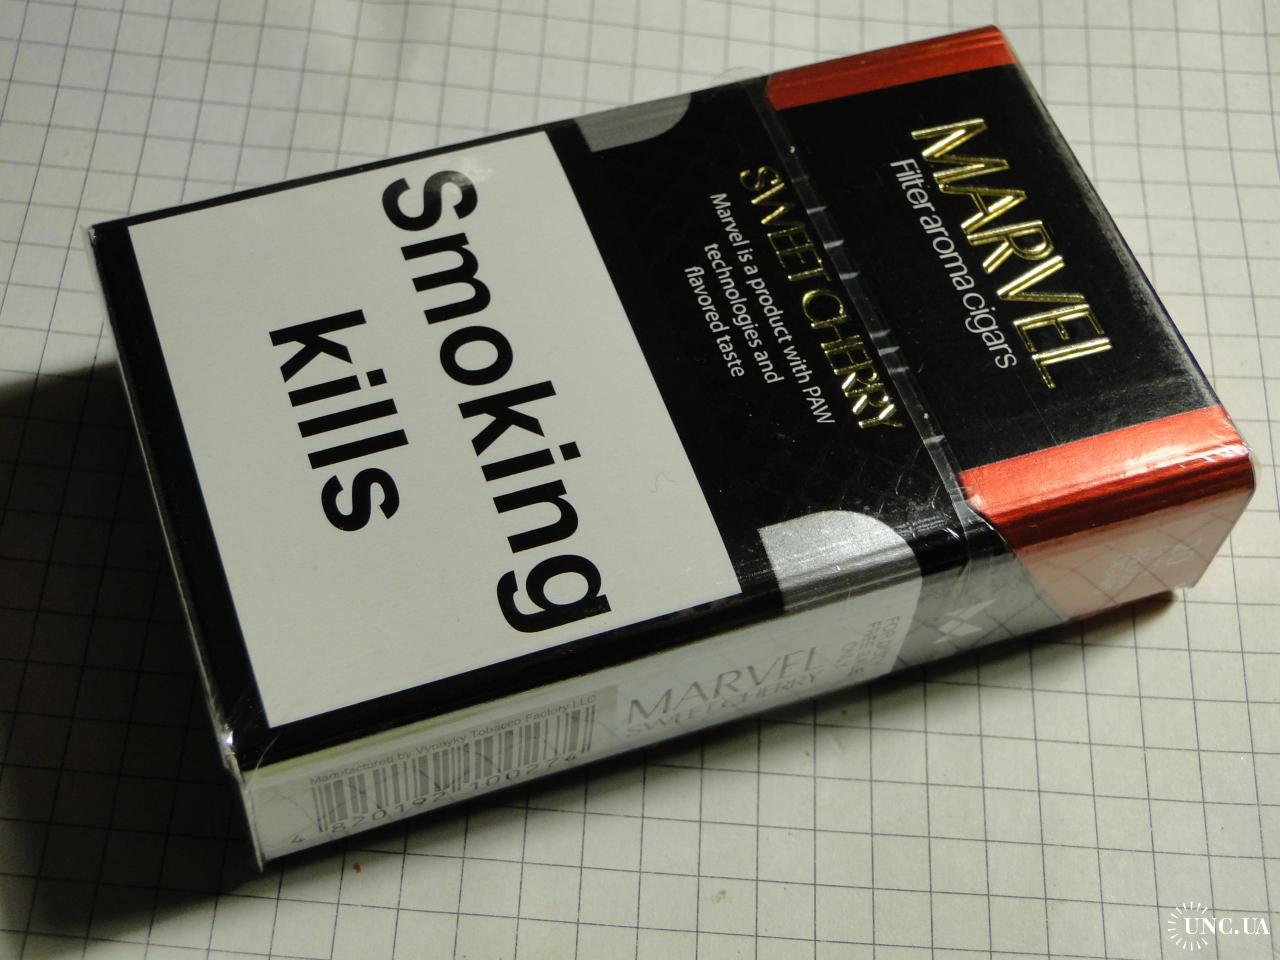 MARVEL
Filter aroma cigars
SWEET CHERRY
Marvel is a product with PAW
technologies and
flavored taste
Smoking
kills
FOR DUTY
FREE SALE
ONLY
MARVEL
SWEET CHERRY
Manufactured by Vynnyky Tobacco Factory LLC
4 820192 100274
UNC.UA